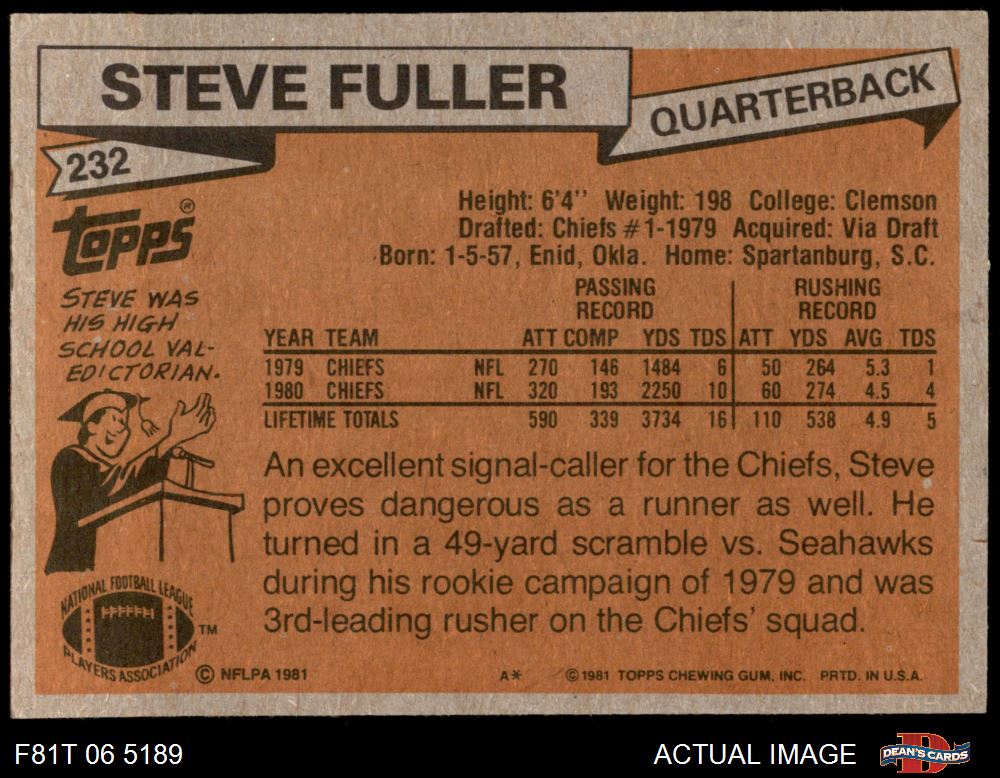 STEVE FULLER
QUARTERBACK
232
Topps®
Height: 6'4'' Weight: 198 College: Clemson
Drafted: Chiefs #1-1979 Acquired: Via Draft
Born: 1-5-57, Enid, Okla. Home: Spartanburg, S.C.
STEVE WAS
HIS HIGH
SCHOOL VAL-
EDICTORIAN.
PASSING RECORD RUSHING RECORD
YEAR TEAM ATT COMP YDS TDS ATT YDS AVG TDS
1979 CHIEFS NFL 270 146 1484 6 50 264 5.3 1
1980 CHIEFS NFL 320 193 2250 10 60 274 4.5 4
LIFETIME TOTALS 590 339 3734 16 110 538 4.9 5
An excellent signal-caller for the Chiefs, Steve
proves dangerous as a runner as well. He
turned in a 49-yard scramble vs. Seahawks
during his rookie campaign of 1979 and was
3rd-leading rusher on the Chiefs' squad.
NATIONAL FOOTBALL LEAGUE
PLAYERS ASSOCIATION
TM
© NFLPA 1981 A* © 1981 TOPPS CHEWING GUM, INC. PRTD. IN U.S.A.
F81T 06 5189 ACTUAL IMAGE D DEAN'S CARDS